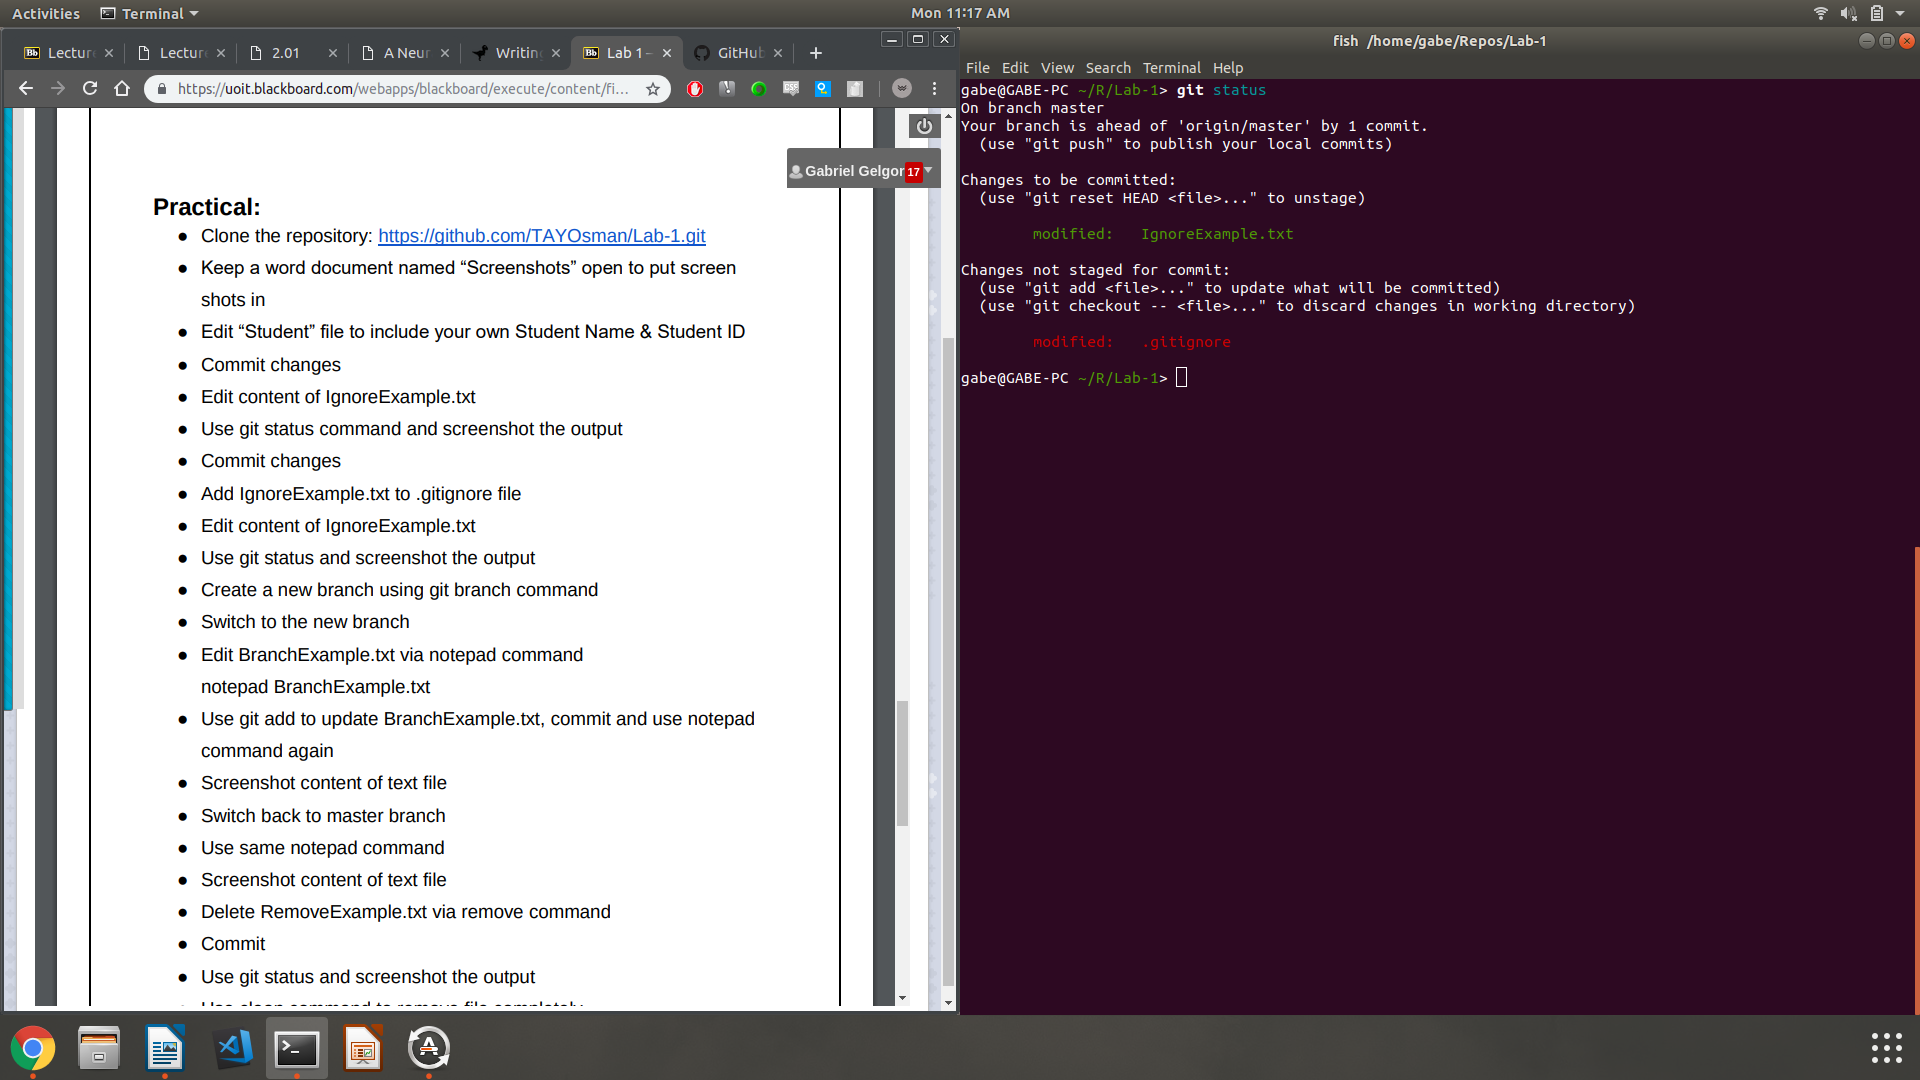 Activities
Terminal
Mon 11:17 AM
Bb Lectur
Lectur
2.01
A Neur
Writin
Bb Lab 1 –
GitHub
https://uoit.blackboard.com/webapps/blackboard/execute/content/fi...
Gabriel Gelgor 17
Practical:
● Clone the repository: https://github.com/TAYOsman/Lab-1.git
● Keep a word document named “Screenshots” open to put screen
shots in
● Edit “Student” file to include your own Student Name & Student ID
● Commit changes
● Edit content of IgnoreExample.txt
● Use git status command and screenshot the output
● Commit changes
● Add IgnoreExample.txt to .gitignore file
● Edit content of IgnoreExample.txt
● Use git status and screenshot the output
● Create a new branch using git branch command
● Switch to the new branch
● Edit BranchExample.txt via notepad command
notepad BranchExample.txt
● Use git add to update BranchExample.txt, commit and use notepad
command again
● Screenshot content of text file
● Switch back to master branch
● Use same notepad command
● Screenshot content of text file
● Delete RemoveExample.txt via remove command
● Commit
● Use git status and screenshot the output
fish /home/gabe/Repos/Lab-1
File Edit View Search Terminal Help
gabe@GABE-PC ~/R/Lab-1> git status
On branch master
Your branch is ahead of 'origin/master' by 1 commit.
(use "git push" to publish your local commits)
Changes to be committed:
(use "git reset HEAD <file>..." to unstage)
modified: IgnoreExample.txt
Changes not staged for commit:
(use "git add <file>..." to update what will be committed)
(use "git checkout -- <file>..." to discard changes in working directory)
modified: .gitignore
gabe@GABE-PC ~/R/Lab-1>